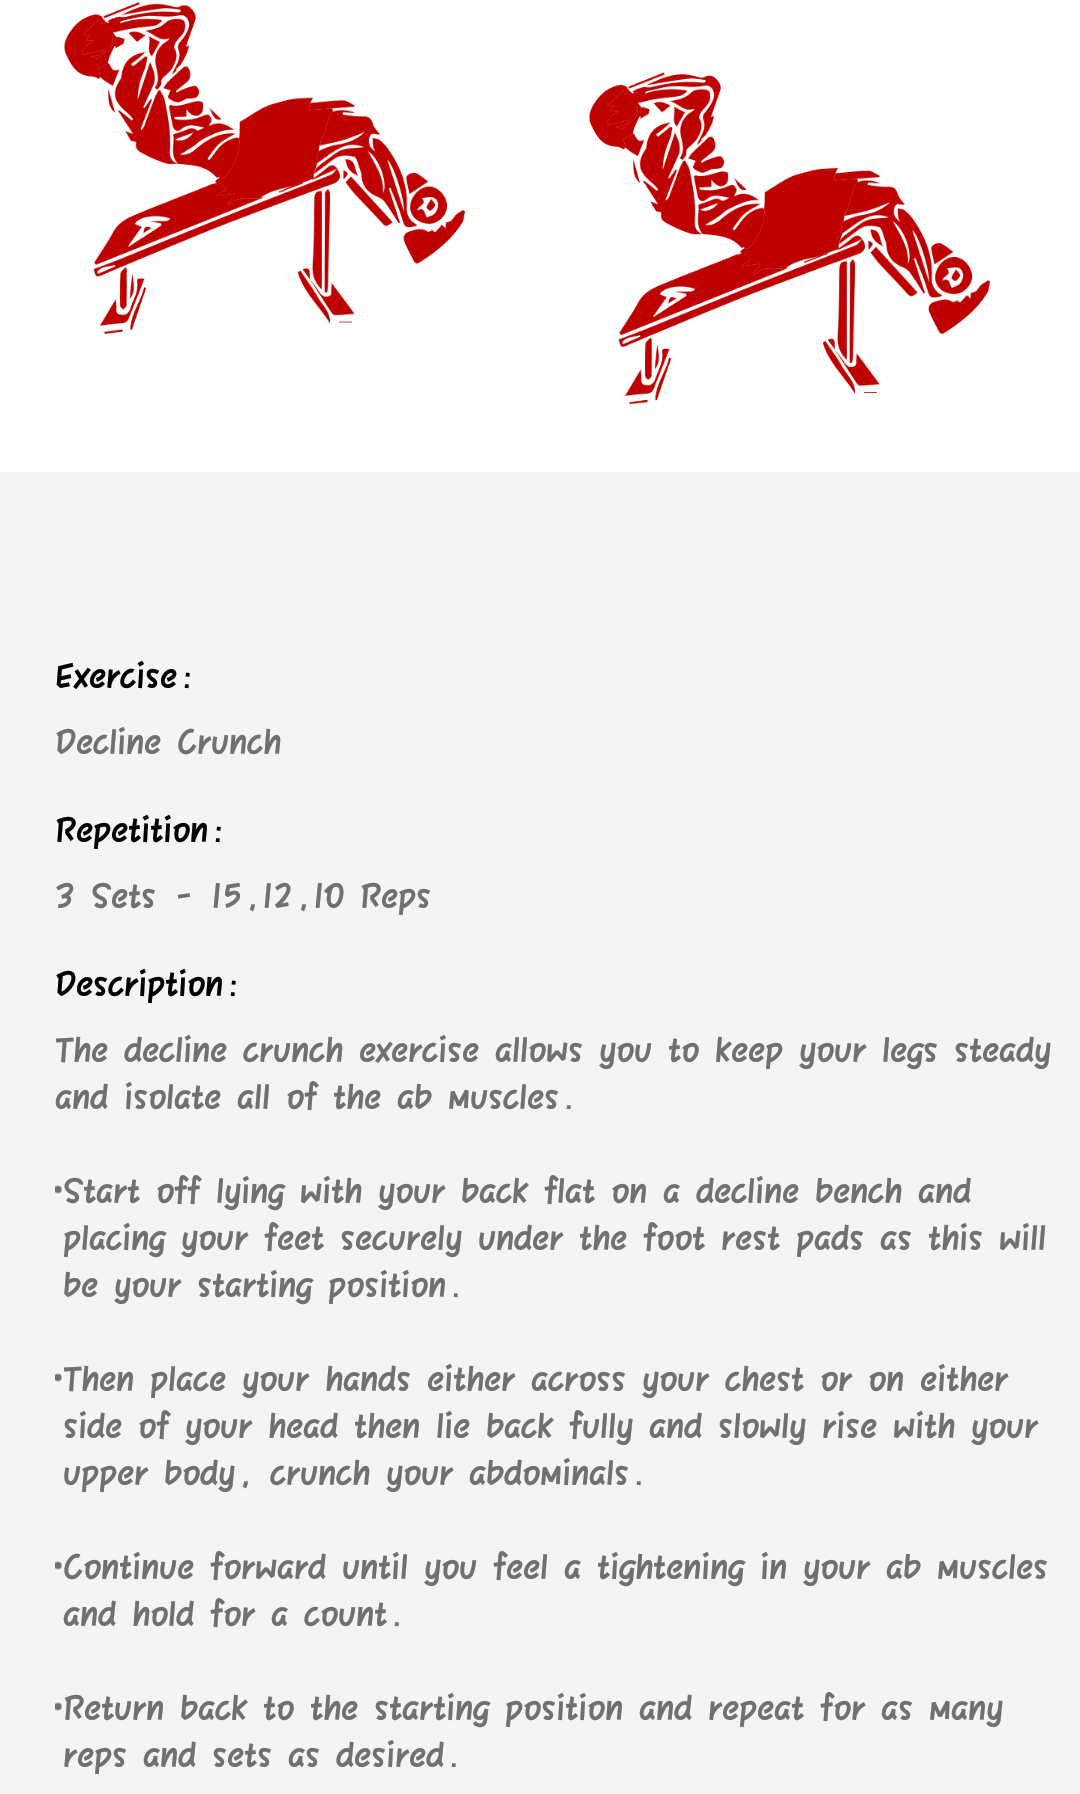 Exercise:
Decline Crunch
Repetition:
3 Sets - 15,12,10 Reps
Description:
The decline crunch exercise allows you to keep your legs steady
and isolate all of the ab muscles.
•Start off lying with your back flat on a decline bench and
placing your feet securely under the foot rest pads as this will
be your starting position.
•Then place your hands either across your chest or on either
side of your head then lie back fully and slowly rise with your
upper body, crunch your abdominals.
•Continue forward until you feel a tightening in your ab muscles
and hold for a count.
•Return back to the starting position and repeat for as many
reps and sets as desired.